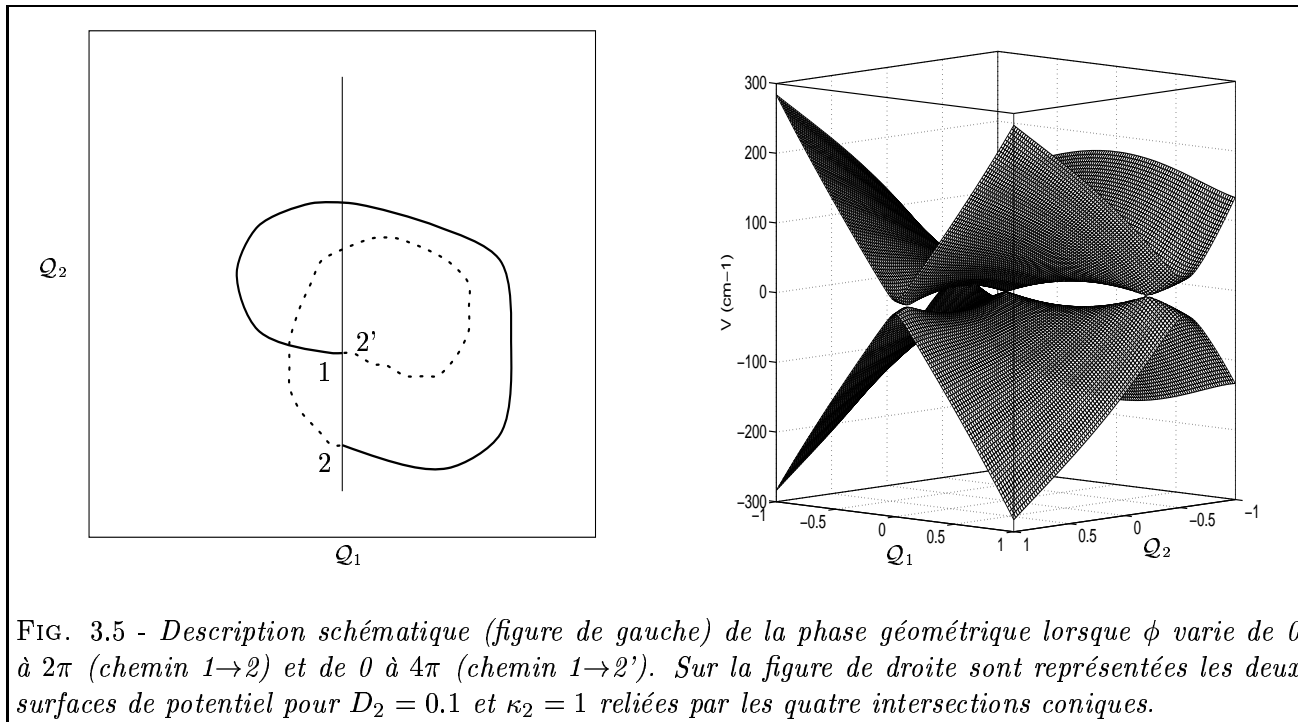 Q₂
2'
1
2
Q₁
300
200
100
0
−100
−200
−300
V (cm−1)
−1
−0.5
0
0.5
1
Q₁
1
0.5
0
−0.5
−1
Q₂
FIG. 3.5 - Description schématique (figure de gauche) de la phase géométrique lorsque ϕ varie de 0
à 2π (chemin 1→2) et de 0 à 4π (chemin 1→2'). Sur la figure de droite sont représentées les deux
surfaces de potentiel pour D₂ = 0.1 et κ₂ = 1 reliées par les quatre intersections coniques.